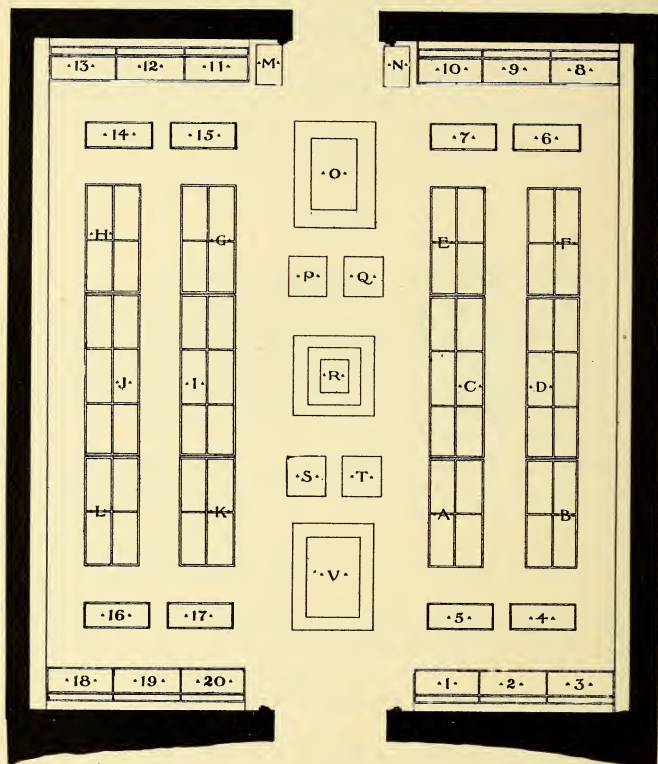 ·13· ·12· ·11· ·M· ·N· ·10· ·9· ·8·
·14· ·15· ·7· ·6·
·O·
·H· ·G· ·E· ·F·
·P· ·Q·
·J· ·I· ·R· ·C· ·D·
·S· ·T·
·L· ·K· ·A· ·B·
·V·
·16· ·17· ·5· ·4·
·18· ·19· ·20· ·1· ·2· ·3·